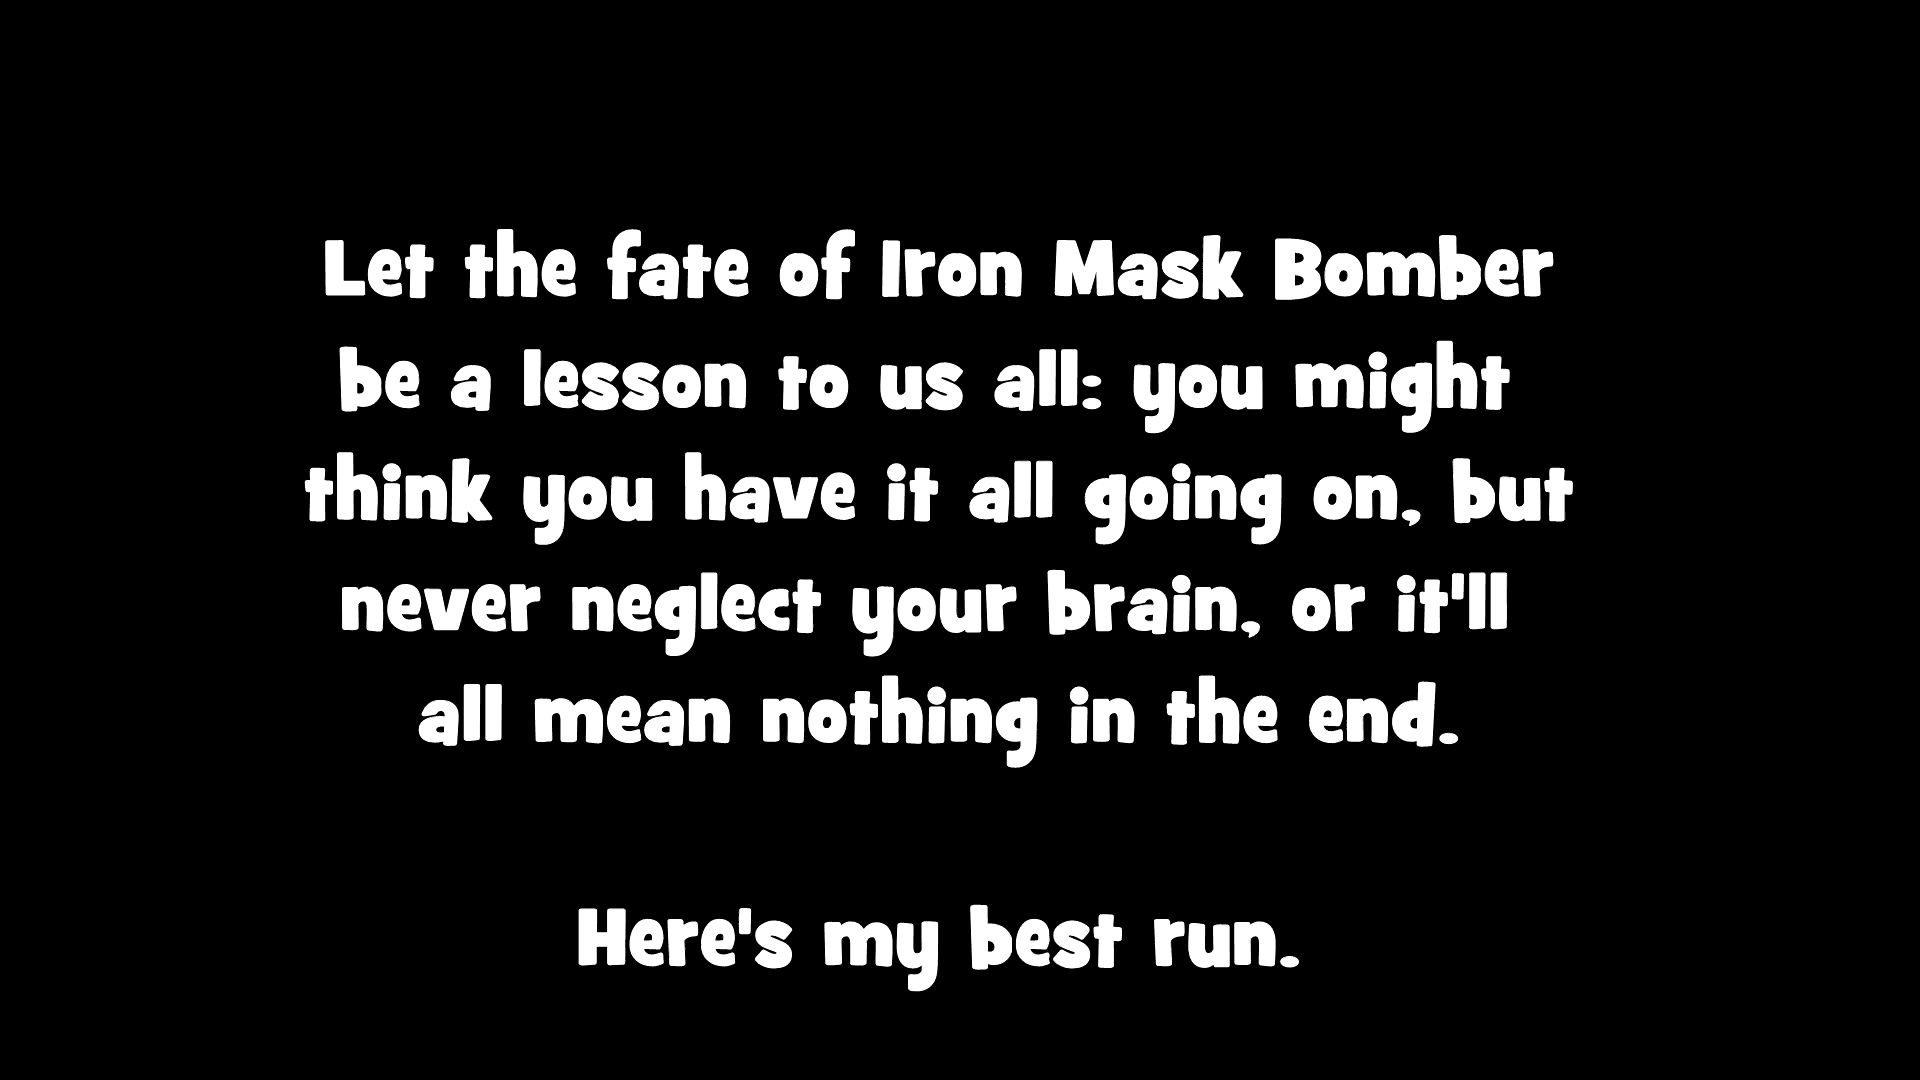 Let the fate of Iron Mask Bomber
be a lesson to us all: you might
think you have it all going on, but
never neglect your brain, or it'll
all mean nothing in the end.
Here's my best run.